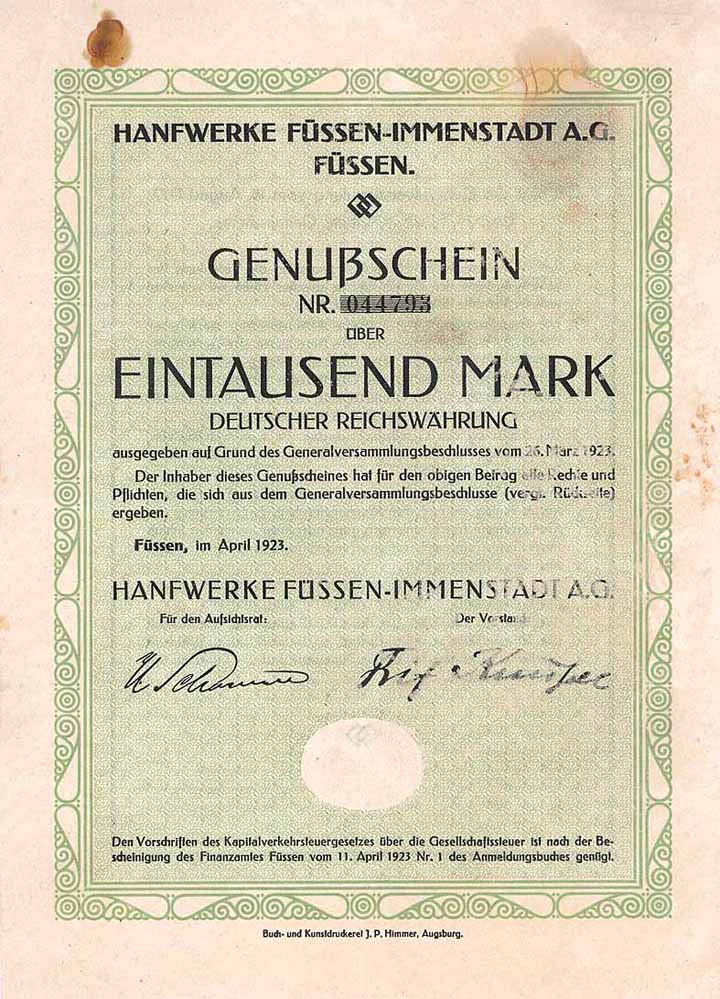 HANFWERKE FÜSSEN-IMMENSTADT A.G.
FÜSSEN.
GENUßSCHEIN
NR. 044793
ÜBER
EINTAUSEND MARK
DEUTSCHER REICHSWÄHRUNG
ausgegeben auf Grund des Generalversammlungsbeschlusses vom 26. März 1923.
Der Inhaber dieses Genußscheines hat für den obigen Betrag alle Rechte und
Pflichten, die sich aus dem Generalversammlungsbeschlusse (vergl. Rückseite)
ergeben.
Füssen, im April 1923.
HANFWERKE FÜSSEN-IMMENSTADT A.G.
Für den Aufsichtsrat: Der Vorstand:
Den Vorschriften des Kapitalverkehrsteuergesetzes über die Gesellschaftssteuer ist nach der Be-
scheinigung des Finanzamtes Füssen vom 11. April 1923 Nr. 1 des Anmeldungsbuches genügt.
Buch- und Kunstdruckerei J. P. Himmer, Augsburg.